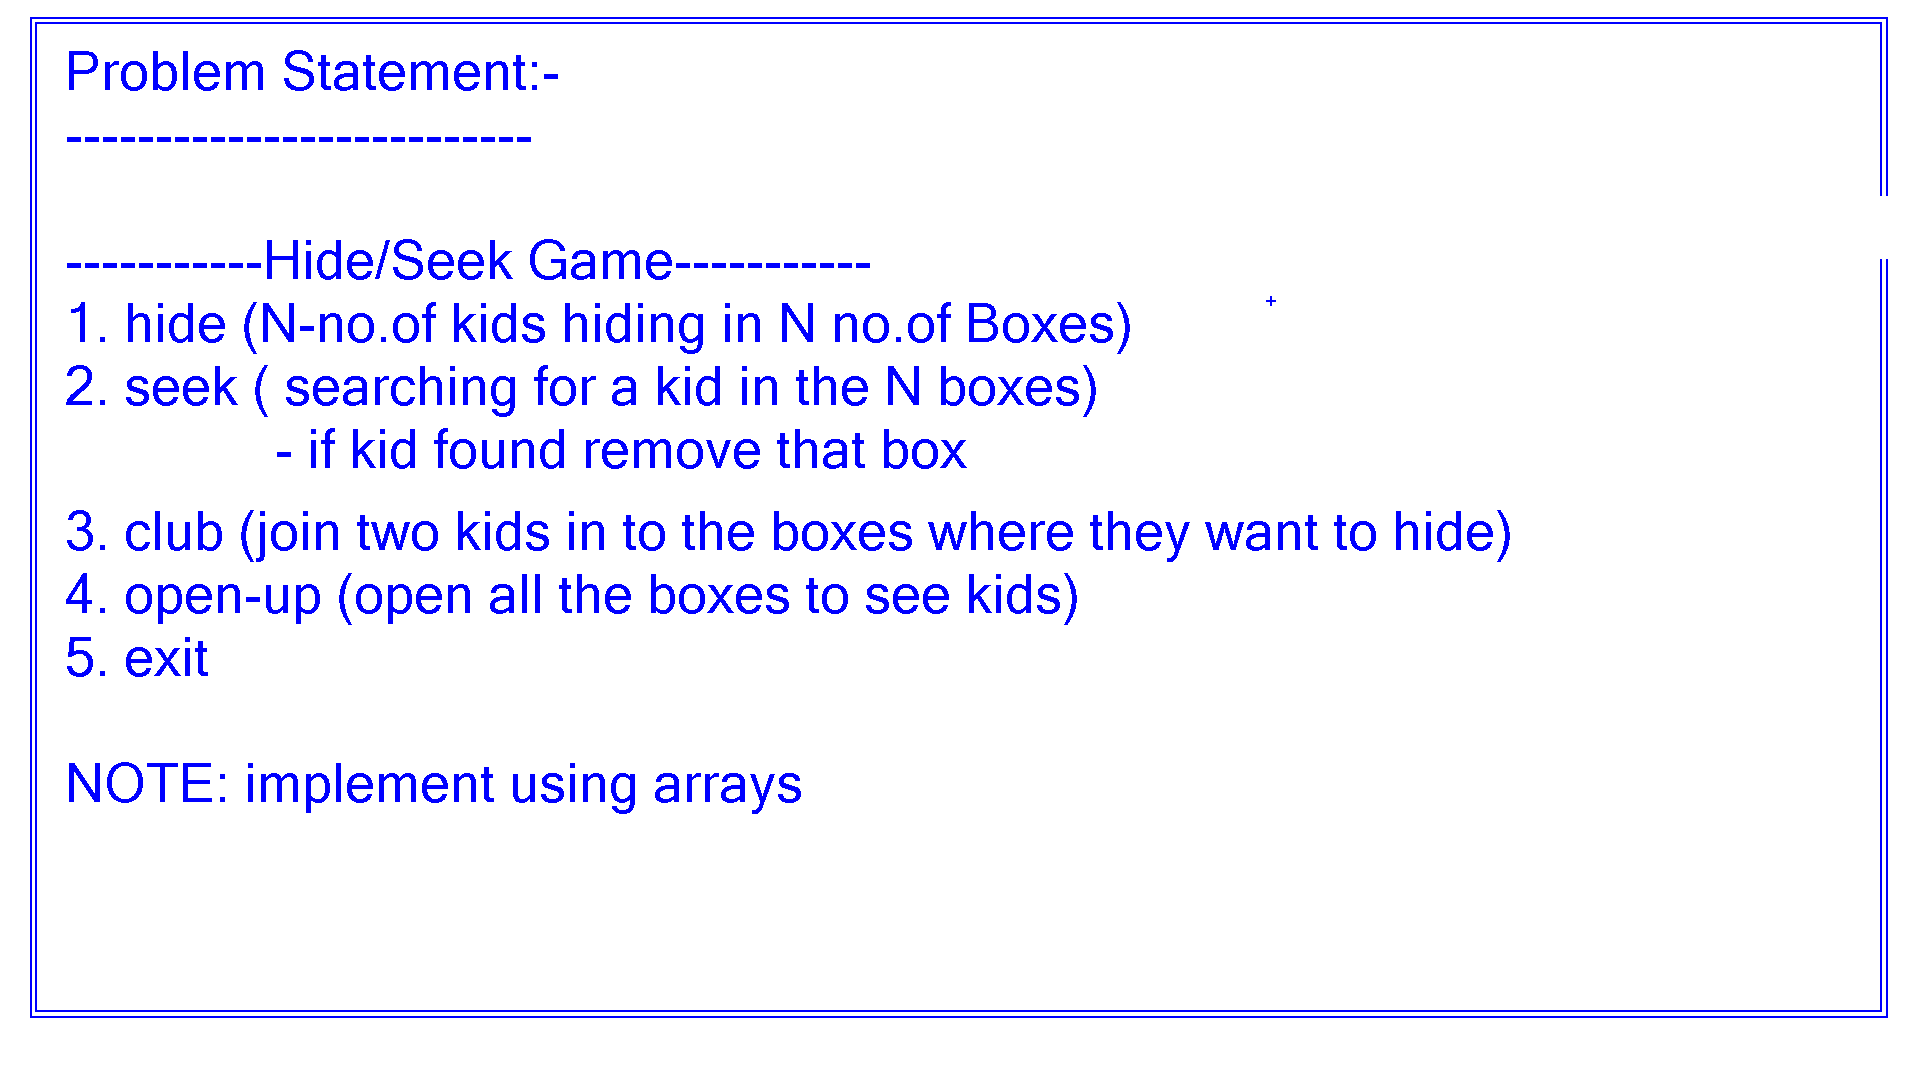 Problem Statement:-
--------------------------
-----------Hide/Seek Game-----------
1. hide (N-no.of kids hiding in N no.of Boxes)
2. seek ( searching for a kid in the N boxes)
- if kid found remove that box
3. club (join two kids in to the boxes where they want to hide)
4. open-up (open all the boxes to see kids)
5. exit
NOTE: implement using arrays